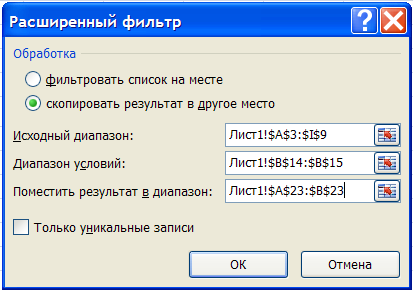 Расширенный фильтр
Обработка
фильтровать список на месте
скопировать результат в другое место
Исходный диапазон: Лист1!$A$3:$I$9
Диапазон условий: Лист1!$B$14:$B$15
Поместить результат в диапазон: Лист1!$A$23:$B$23
Только уникальные записи
ОК Отмена